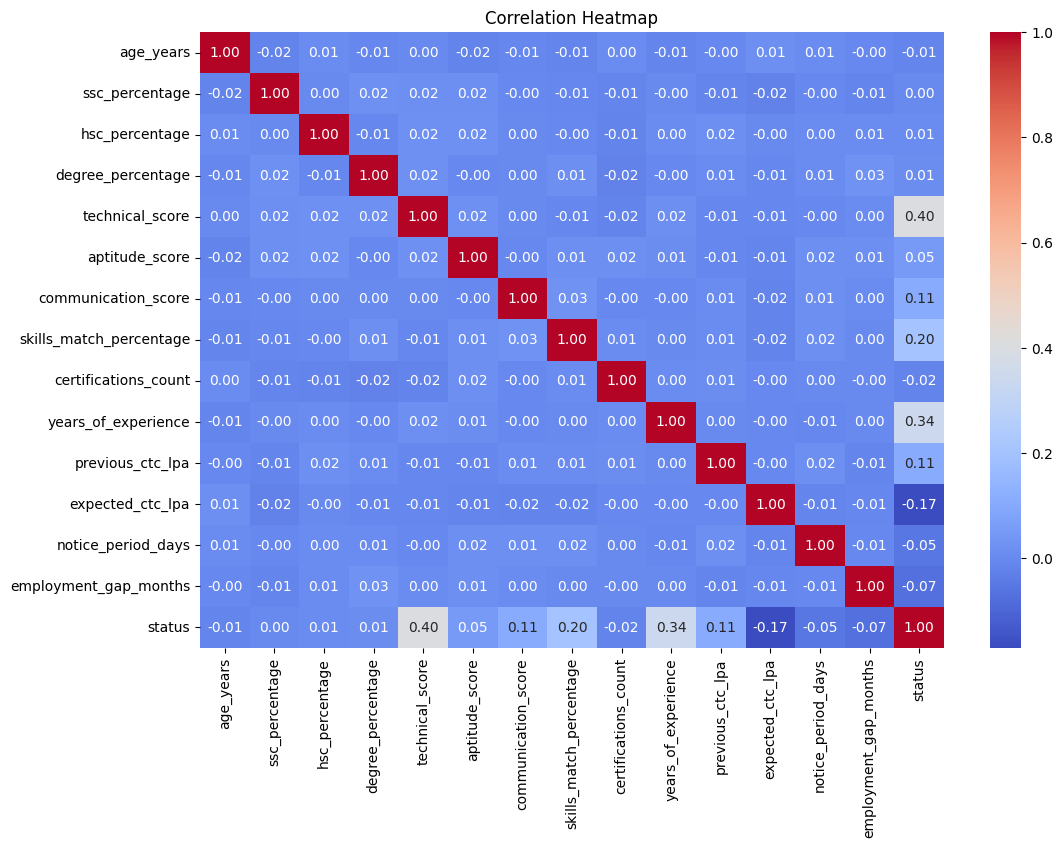 Correlation Heatmap
age_years 1.00 -0.02 0.01 -0.01 0.00 -0.02 -0.01 -0.01 0.00 -0.01 -0.00 0.01 0.01 -0.00 -0.01
ssc_percentage -0.02 1.00 0.00 0.02 0.02 0.02 -0.00 -0.01 -0.01 -0.00 -0.01 -0.02 -0.00 -0.01 0.00
hsc_percentage 0.01 0.00 1.00 -0.01 0.02 0.02 0.00 -0.00 -0.01 0.00 0.02 -0.00 0.00 0.01 0.01
degree_percentage -0.01 0.02 -0.01 1.00 0.02 -0.00 0.00 0.01 -0.02 -0.00 0.01 -0.01 0.01 0.03 0.01
technical_score 0.00 0.02 0.02 0.02 1.00 0.02 0.00 -0.01 -0.02 0.02 -0.01 -0.01 -0.00 0.00 0.40
aptitude_score -0.02 0.02 0.02 -0.00 0.02 1.00 -0.00 0.01 0.02 0.01 -0.01 -0.01 0.02 0.01 0.05
communication_score -0.01 -0.00 0.00 0.00 0.00 -0.00 1.00 0.03 -0.00 -0.00 0.01 -0.02 0.01 0.00 0.11
skills_match_percentage -0.01 -0.01 -0.00 0.01 -0.01 0.01 0.03 1.00 0.01 0.00 0.01 -0.02 0.02 0.00 0.20
certifications_count 0.00 -0.01 -0.01 -0.02 -0.02 0.02 -0.00 0.01 1.00 0.00 0.01 -0.00 0.00 -0.00 -0.02
years_of_experience -0.01 -0.00 0.00 -0.00 0.02 0.01 -0.00 0.00 0.00 1.00 0.00 -0.00 -0.01 0.00 0.34
previous_ctc_lpa -0.00 -0.01 0.02 0.01 -0.01 -0.01 0.01 0.01 0.01 0.00 1.00 -0.00 0.02 -0.01 0.11
expected_ctc_lpa 0.01 -0.02 -0.00 -0.01 -0.01 -0.01 -0.02 -0.02 -0.00 -0.00 -0.00 1.00 -0.01 -0.01 -0.17
notice_period_days 0.01 -0.00 0.00 0.01 -0.00 0.02 0.01 0.02 0.00 -0.01 0.02 -0.01 1.00 -0.01 -0.05
employment_gap_months -0.00 -0.01 0.01 0.03 0.00 0.01 0.00 0.00 -0.00 0.00 -0.01 -0.01 -0.01 1.00 -0.07
status -0.01 0.00 0.01 0.01 0.40 0.05 0.11 0.20 -0.02 0.34 0.11 -0.17 -0.05 -0.07 1.00
age_years
ssc_percentage
hsc_percentage
degree_percentage
technical_score
aptitude_score
communication_score
skills_match_percentage
certifications_count
years_of_experience
previous_ctc_lpa
expected_ctc_lpa
notice_period_days
employment_gap_months
status
1.0
0.8
0.6
0.4
0.2
0.0